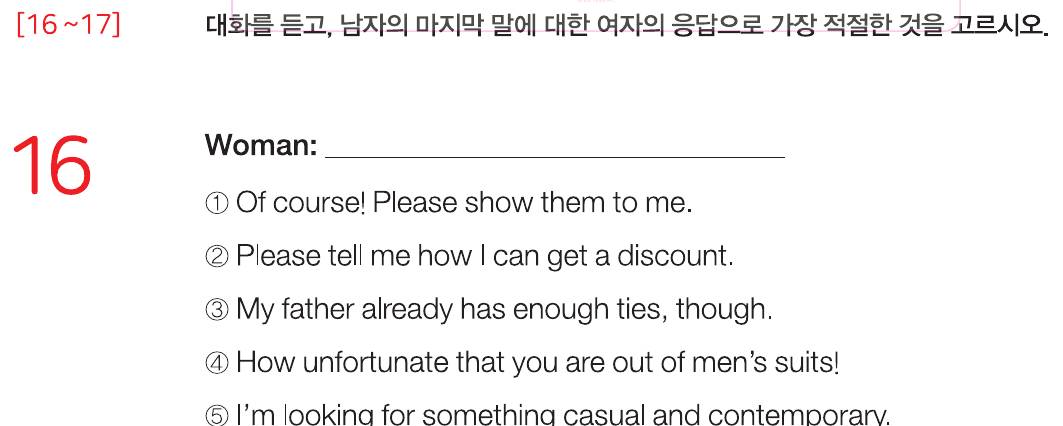 [16~17] 대화를 듣고, 남자의 마지막 말에 대한 여자의 응답으로 가장 적절한 것을 고르시오.
16
Woman: ____________________
① Of course! Please show them to me.
② Please tell me how I can get a discount.
③ My father already has enough ties, though.
④ How unfortunate that you are out of men's suits!
⑤ I'm looking for something casual and contemporary.